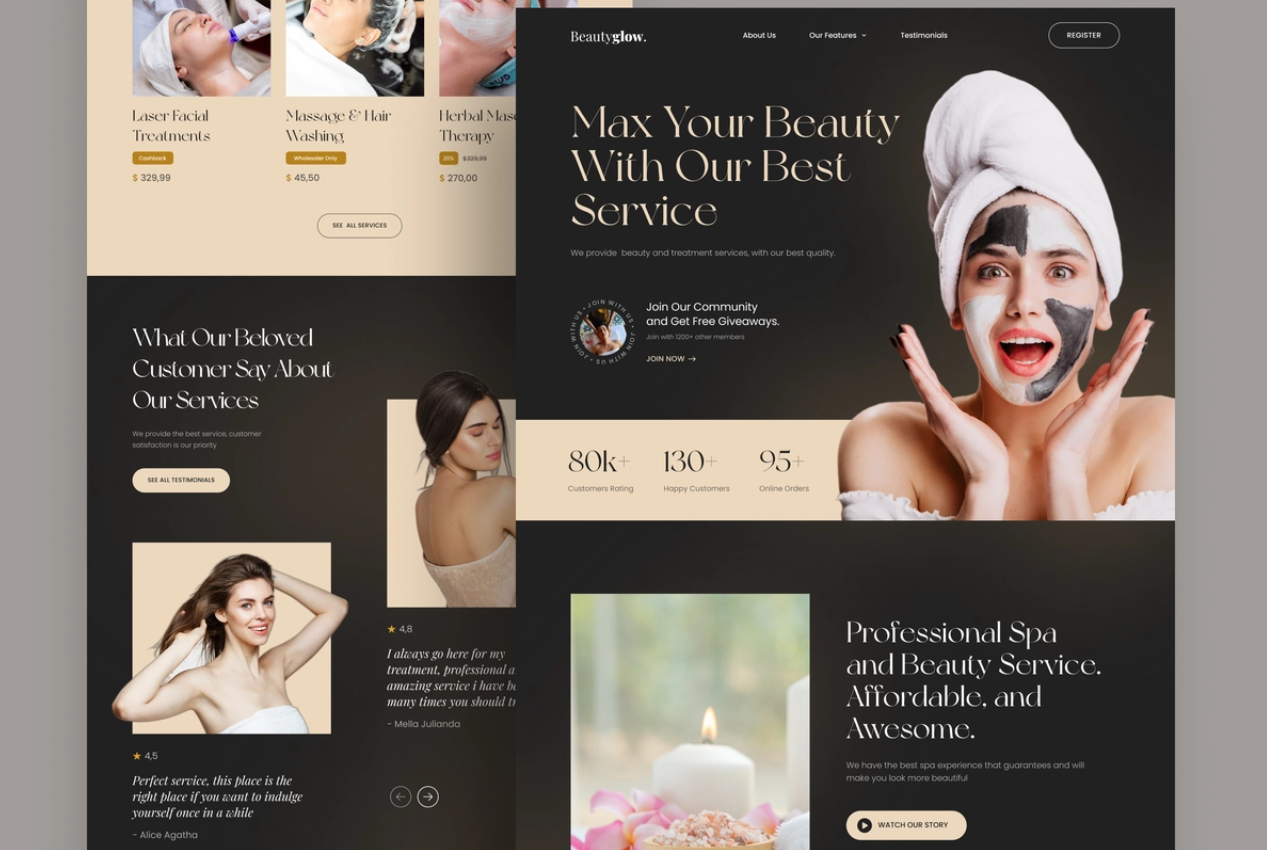 Laser Facial
Treatments
Cashback
$ 329,99
Massage & Hair
Washing
Wholesaler Only
$ 45,50
Herbal
Therapy
20% $329,99
$ 270,00
SEE ALL SERVICES
What Our Beloved
Customer Say About
Our Services
We provide the best service, customer
satisfaction is our priority
SEE ALL TESTIMONIALS
4,5
Perfect service, this place is the
right place if you want to indulge
yourself once in a while
- Alice Agatha
4,8
I always go here for my
treatment, professional
amazing service i have
many times you should
- Mella Julianda
Beautyglow.
About Us
Our Features
Testimonials
REGISTER
Max Your Beauty
With Our Best
Service
We provide beauty and treatment services, with our best quality.
JOIN WITH US • JOIN WITH US • JOIN WITH US •
Join Our Community
and Get Free Giveaways.
Join with 1200+ other members
JOIN NOW →
80k+
Customers Rating
130+
Happy Customers
95+
Online Orders
Professional Spa
and Beauty Service.
Affordable, and
Awesome.
We have the best spa experience that guarantees and will
make you look more beautiful
WATCH OUR STORY